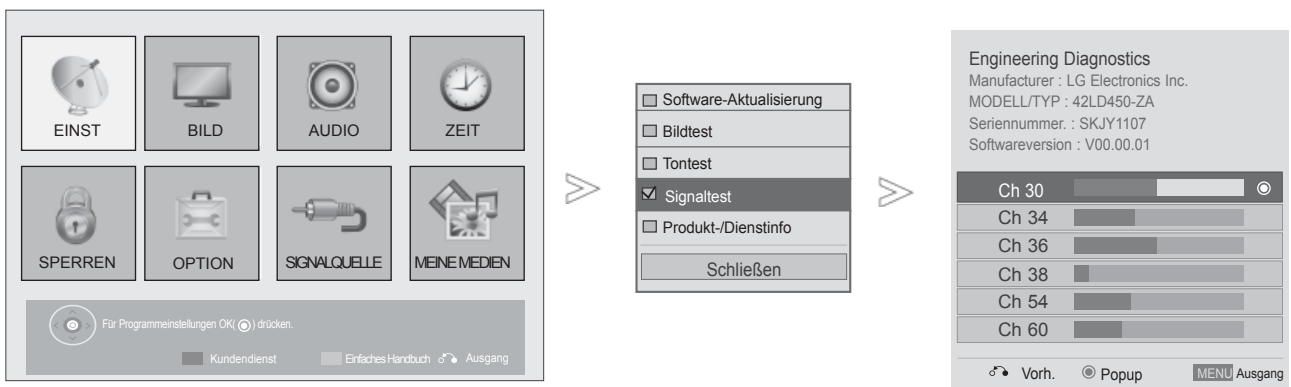 EINST
BILD
AUDIO
ZEIT
SPERREN
OPTION
SIGNALQUELLE
MEINE MEDIEN
Für Programmeinstellungen OK( ) drücken.
Kundendienst
Einfaches Handbuch
Ausgang
Software-Aktualisierung
Bildtest
Tontest
Signaltest
Produkt-/Dienstinfo
Schließen
Engineering Diagnostics
Manufacturer : LG Electronics Inc.
MODELL/TYP : 42LD450-ZA
Seriennummer. : SKJY1107
Softwareversion : V00.00.01
Ch 30
Ch 34
Ch 36
Ch 38
Ch 54
Ch 60
Vorh.
Popup
MENU Ausgang